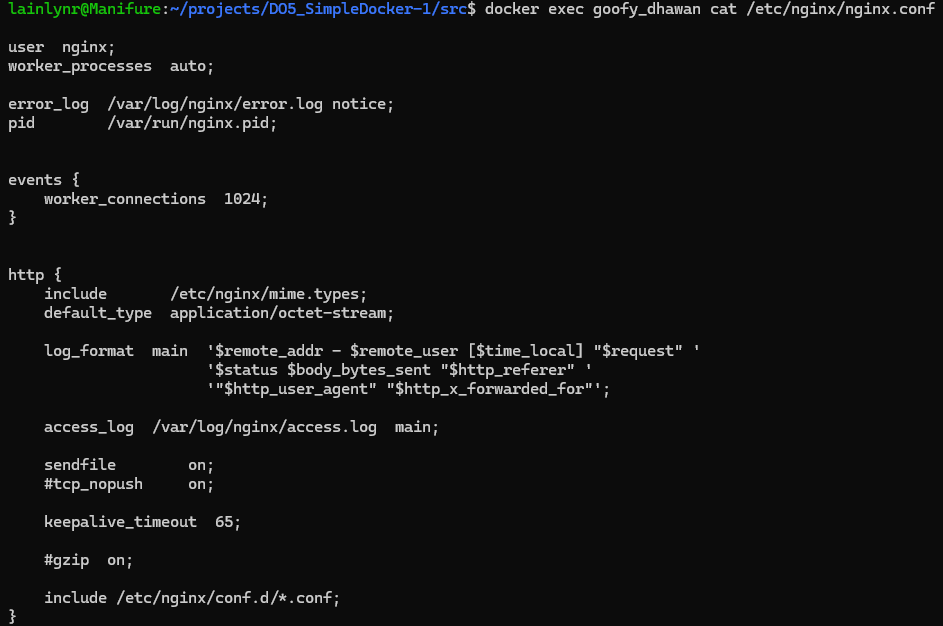 lainlynr@Manifure:~/projects/DO5_SimpleDocker-1/src$ docker exec goofy_dhawan cat /etc/nginx/nginx.conf
user  nginx;
worker_processes  auto;
error_log  /var/log/nginx/error.log notice;
pid        /var/run/nginx.pid;
events {
    worker_connections  1024;
}
http {
    include       /etc/nginx/mime.types;
    default_type  application/octet-stream;
    log_format  main  '$remote_addr - $remote_user [$time_local] "$request" '
                      '$status $body_bytes_sent "$http_referer" '
                      '"$http_user_agent" "$http_x_forwarded_for"';
    access_log  /var/log/nginx/access.log  main;
    sendfile        on;
    #tcp_nopush     on;
    keepalive_timeout  65;
    #gzip  on;
    include /etc/nginx/conf.d/*.conf;
}